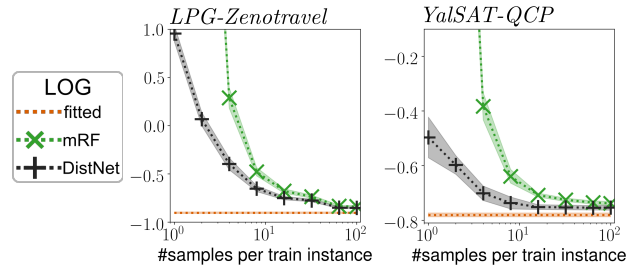 LPG-Zenotravel
YalSAT-QCP
LOG
fitted
mRF
DistNet
1.0
0.5
0.0
−0.5
−1.0
10^0
10^1
10^2
#samples per train instance
−0.2
−0.4
−0.6
−0.8
10^0
10^1
10^2
#samples per train instance